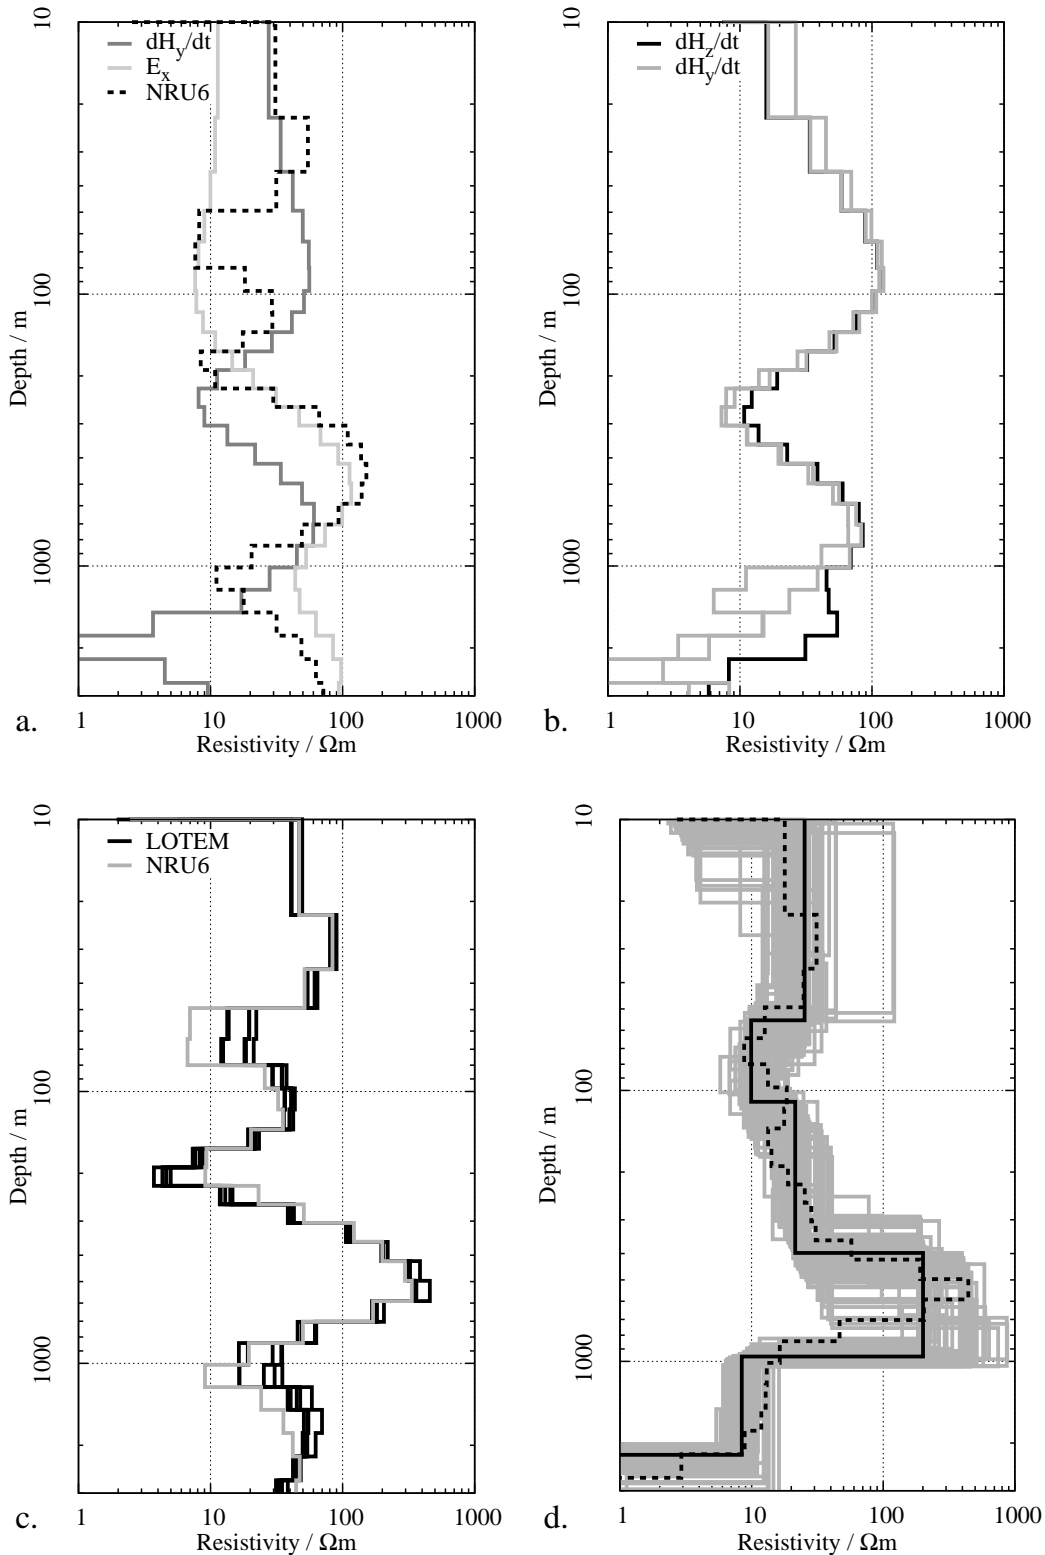 10
100
1000
Depth / m
dH_y/dt
E_x
NRU6
1 10 100 1000
Resistivity / Ωm
a.
10
100
1000
Depth / m
dH_z/dt
dH_y/dt
1 10 100 1000
Resistivity / Ωm
b.
10
100
1000
Depth / m
LOTEM
NRU6
1 10 100 1000
Resistivity / Ωm
c.
10
100
1000
Depth / m
1 10 100 1000
Resistivity / Ωm
d.